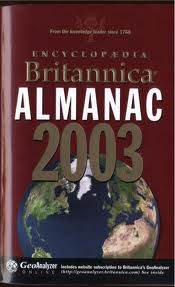 From the knowledge leader since 1768
ENCYCLOPÆDIA
Britannica®
ALMANAC
2003
GeoAnalyzer
ONLINE
Includes website subscription to Britannica's GeoAnalyzer
(http://geoanalyzer.britannica.com) See inside